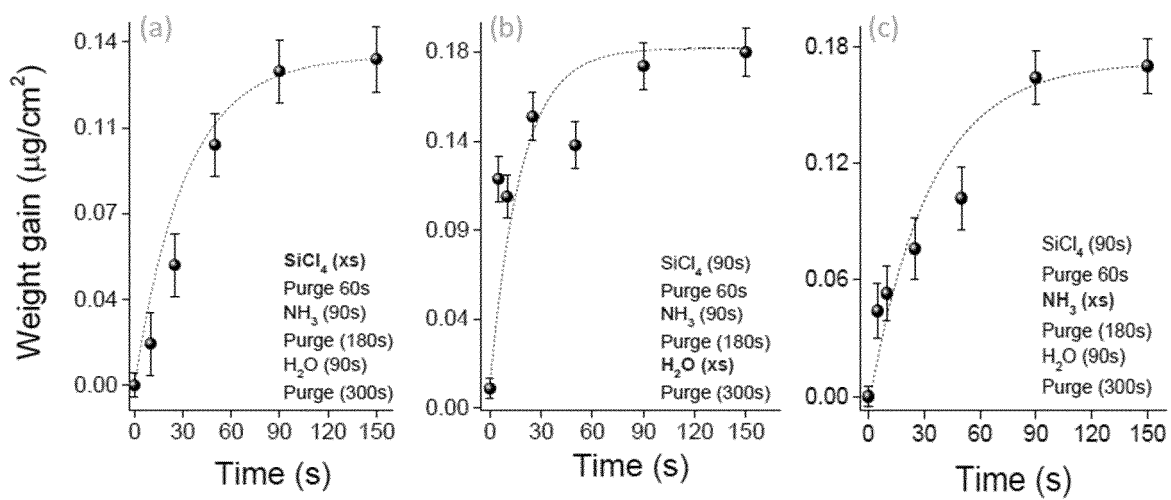 Weight gain (μg/cm²)
(a)
0.14
0.11
0.07
0.04
0.00
SiCl₄ (xs)
Purge 60s
NH₃ (90s)
Purge (180s)
H₂O (90s)
Purge (300s)
0 30 60 90 120 150
Time (s)
(b)
0.18
0.14
0.09
0.04
0.00
SiCl₄ (90s)
Purge 60s
NH₃ (90s)
Purge (180s)
H₂O (xs)
Purge (300s)
0 30 60 90 120 150
Time (s)
(c)
0.18
0.12
0.06
0.00
SiCl₄ (90s)
Purge 60s
NH₃ (xs)
Purge (180s)
H₂O (90s)
Purge (300s)
0 30 60 90 120 150
Time (s)